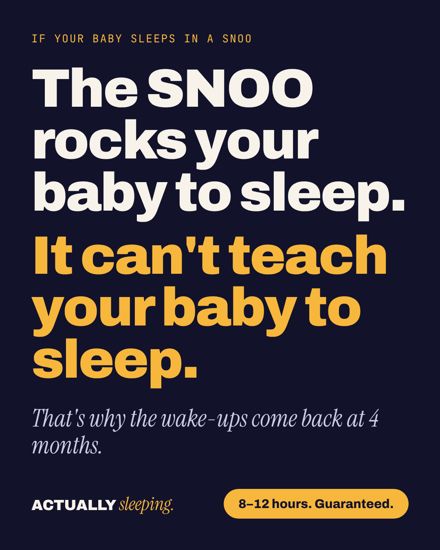 IF YOUR BABY SLEEPS IN A SNOO
The SNOO
rocks your
baby to sleep.
It can't teach
your baby to
sleep.
That's why the wake-ups come back at 4
months.
ACTUALLY sleeping.
8–12 hours. Guaranteed.